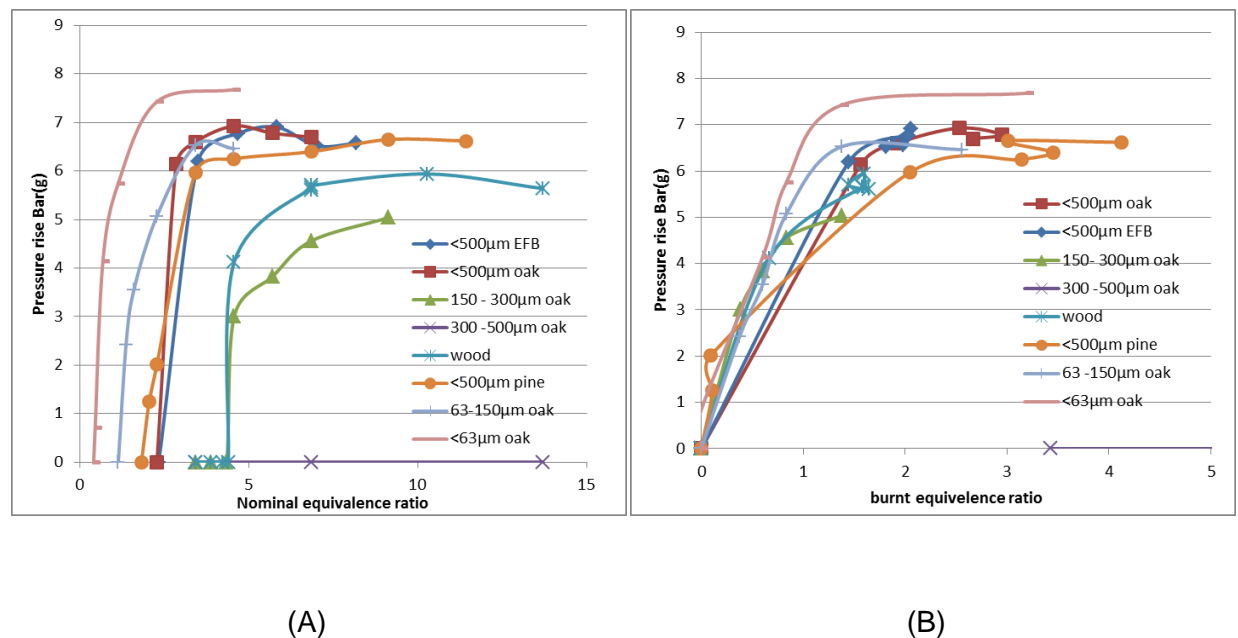 9
8
7
6
5
4
3
2
1
0
Pressure rise Bar(g)
<500µm EFB
<500µm oak
150 - 300µm oak
300 -500µm oak
wood
<500µm pine
63-150µm oak
<63µm oak
0 5 10 15
Nominal equivalence ratio
9
8
7
6
5
4
3
2
1
0
Pressure rise Bar(g)
<500µm oak
<500µm EFB
150- 300µm oak
300 -500µm oak
wood
<500µm pine
63 -150µm oak
<63µm oak
0 1 2 3 4 5
burnt equivelence ratio
(A)
(B)